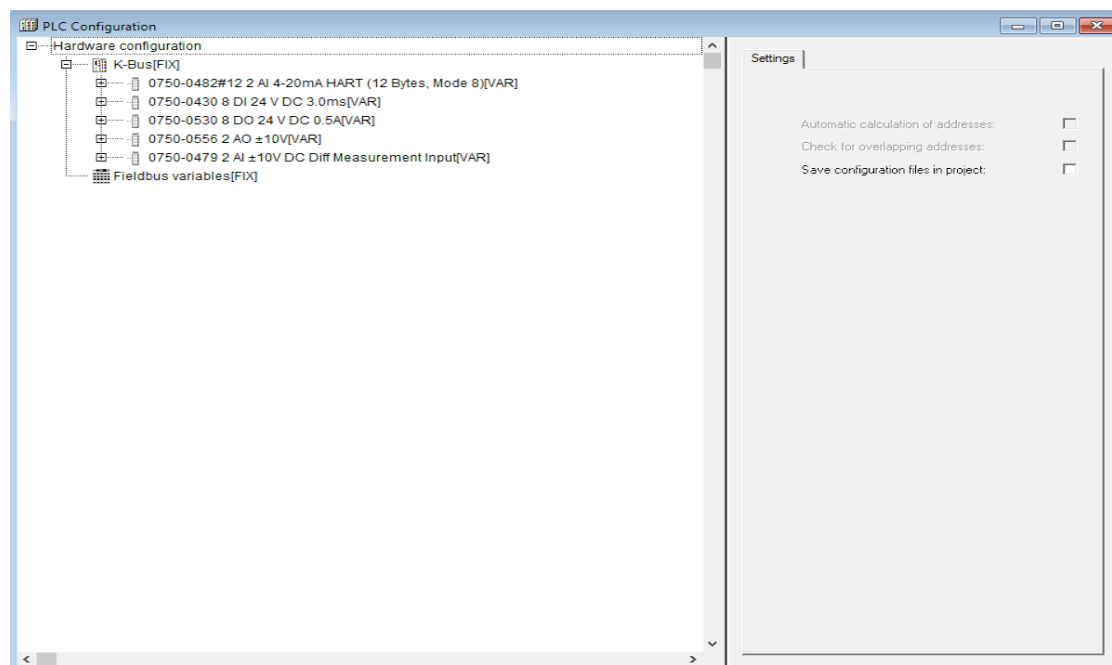 PLC Configuration
Hardware configuration
K-Bus[FIX]
0750-0482#12 2 AI 4-20mA HART (12 Bytes, Mode 8)[VAR]
0750-0430 8 DI 24 V DC 3.0ms[VAR]
0750-0530 8 DO 24 V DC 0.5A[VAR]
0750-0556 2 AO ±10V[VAR]
0750-0479 2 AI ±10V DC Diff Measurement Input[VAR]
Fieldbus variables[FIX]
Settings
Automatic calculation of addresses:
Check for overlapping addresses:
Save configuration files in project: